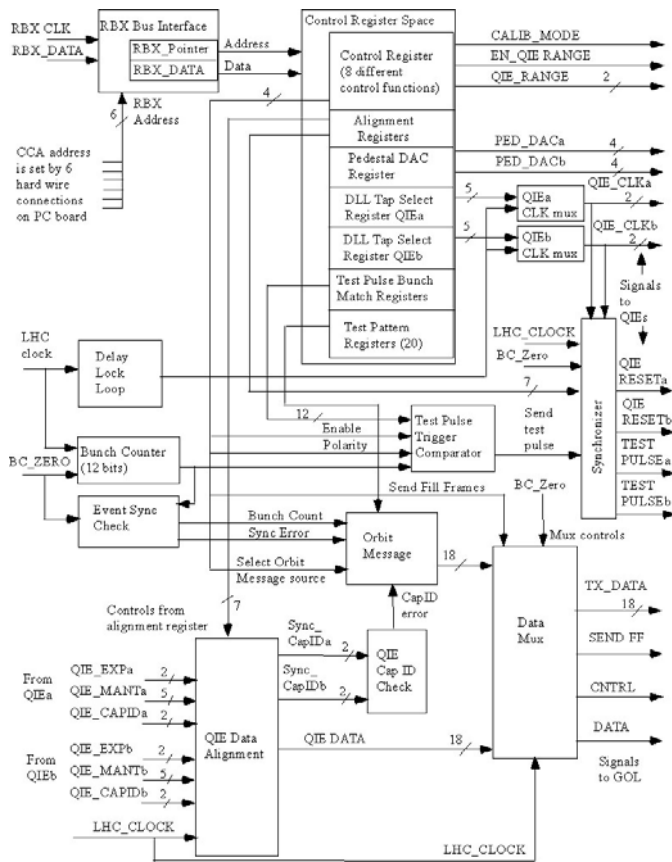 RBX CLK
RBX_DATA
RBX Bus Interface
RBX_Pointer
RBX_DATA
Address
Data
6
RBX
Address
CCA address
is set by 6
hard wire
connections
on PC board
Control Register Space
Control
Register
(8 different
control
functions)
Alignment
Registers
Pedestal DAC
Register
DLL Tap Select
Register QIEa
DLL Tap Select
Register QIEb
Test Pulse Bunch
Match Registers
Test Pattern
Registers (20)
4
CALIB_MODE
EN_QIE RANGE
QIE_RANGE
2
PED_DACa
4
PED_DACb
4
5
QIEa
CLK mux
QIE_CLKa
2
5
QIEb
CLK mux
QIE_CLKb
2
Signals
to
QIEs
LHC
clock
Delay
Lock
Loop
LHC_CLOCK
BC_Zero
7
Synchronizer
QIE
RESETa
QIE
RESETb
TEST
PULSEa
TEST
PULSEb
BC_ZERO
Bunch Counter
(12 bits)
Event Sync
Check
12
Enable
Polarity
Test Pulse
Trigger
Comparator
Send
test
pulse
Send Fill Frames
BC_Zero
Bunch Count
Sync Error
Select Orbit
Message source
Orbit
Message
18
Mux controls
Controls from
alignment register
7
CapID
error
Sync_
CapIDa
2
Sync_
CapIDb
2
QIE
Cap ID
Check
Data
Mux
TX_DATA
18
SEND FF
CNTRL
DATA
Signals
to GOL
From
QIEa
QIE_EXPa
2
QIE_MANTa
5
QIE_CAPIDa
2
From
QIEb
QIE_EXPb
2
QIE_MANTb
5
QIE_CAPIDb
2
QIE Data
Alignment
QIE DATA
18
LHC_CLOCK
LHC_CLOCK